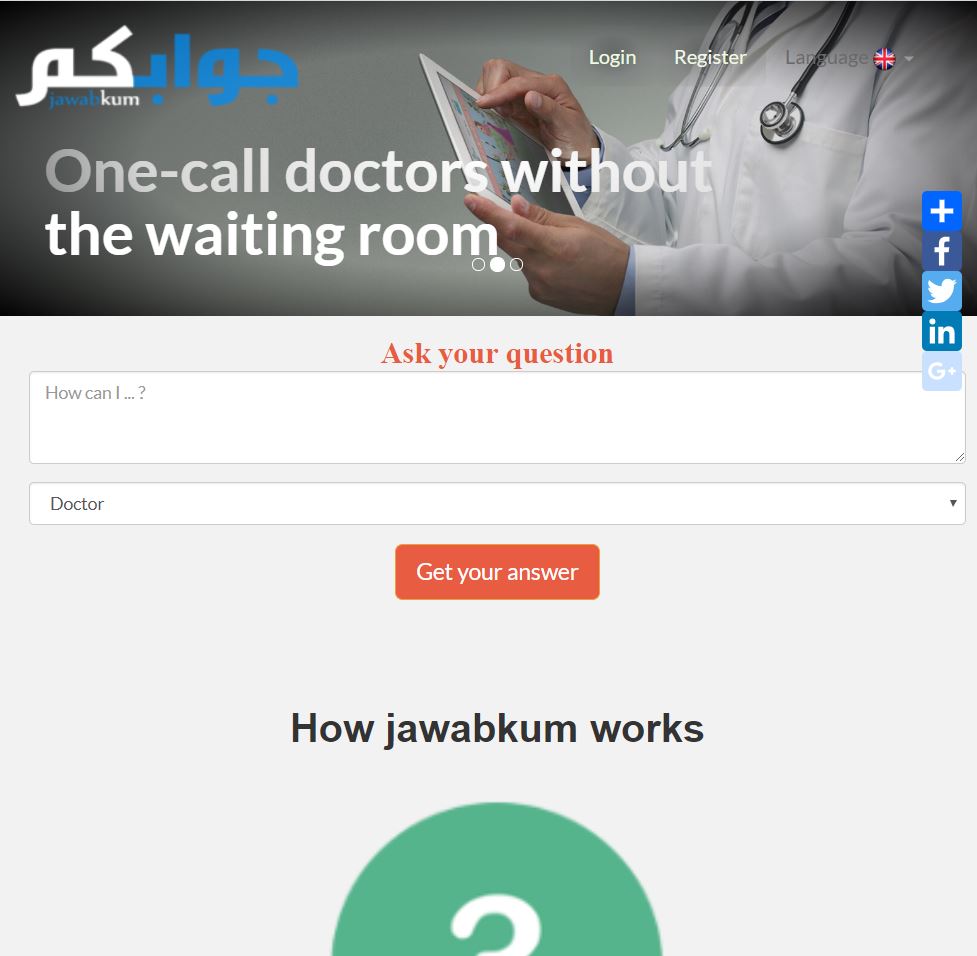 جوابكم
jawabkum
Login
Register
Language
One-call doctors without
the waiting room
Ask your question
How can I ... ?
Doctor
Get your answer
How jawabkum works
?